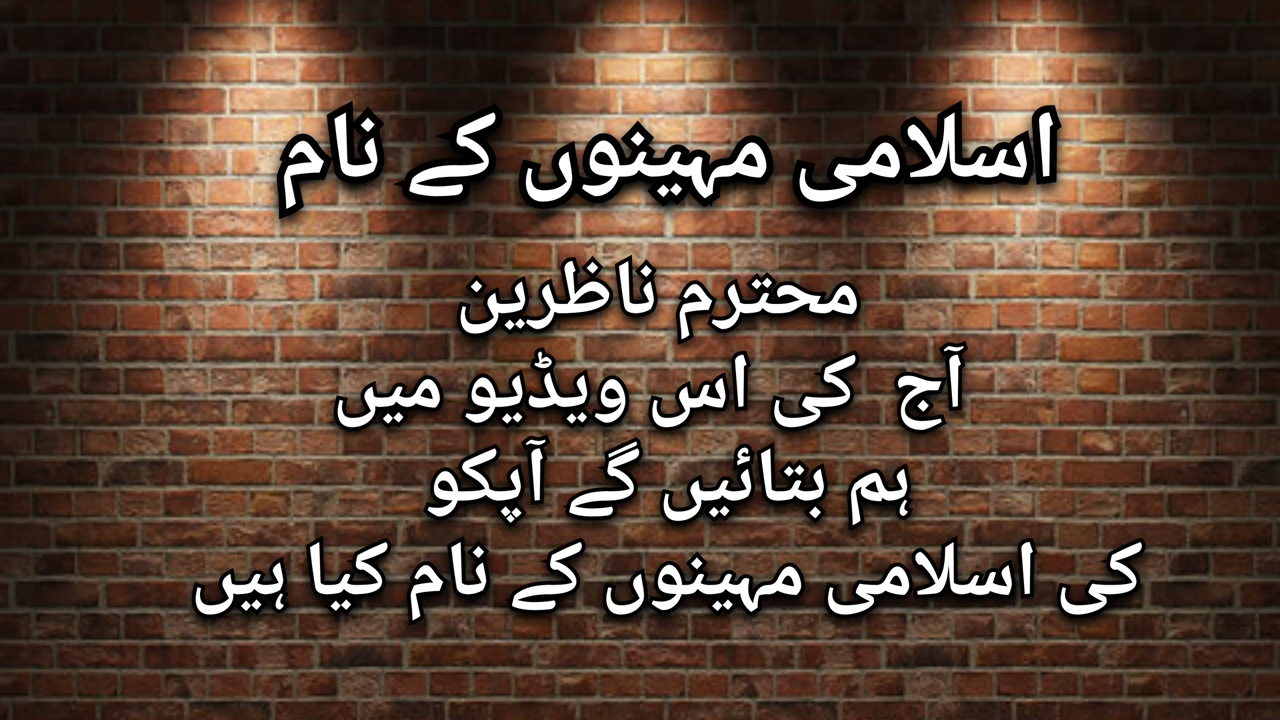 اسلامی مہینوں کے نام
محترم ناظرین
آج کی اس ویڈیو میں
ہم بتائیں گے آپکو
کی اسلامی مہینوں کے نام کیا ہیں